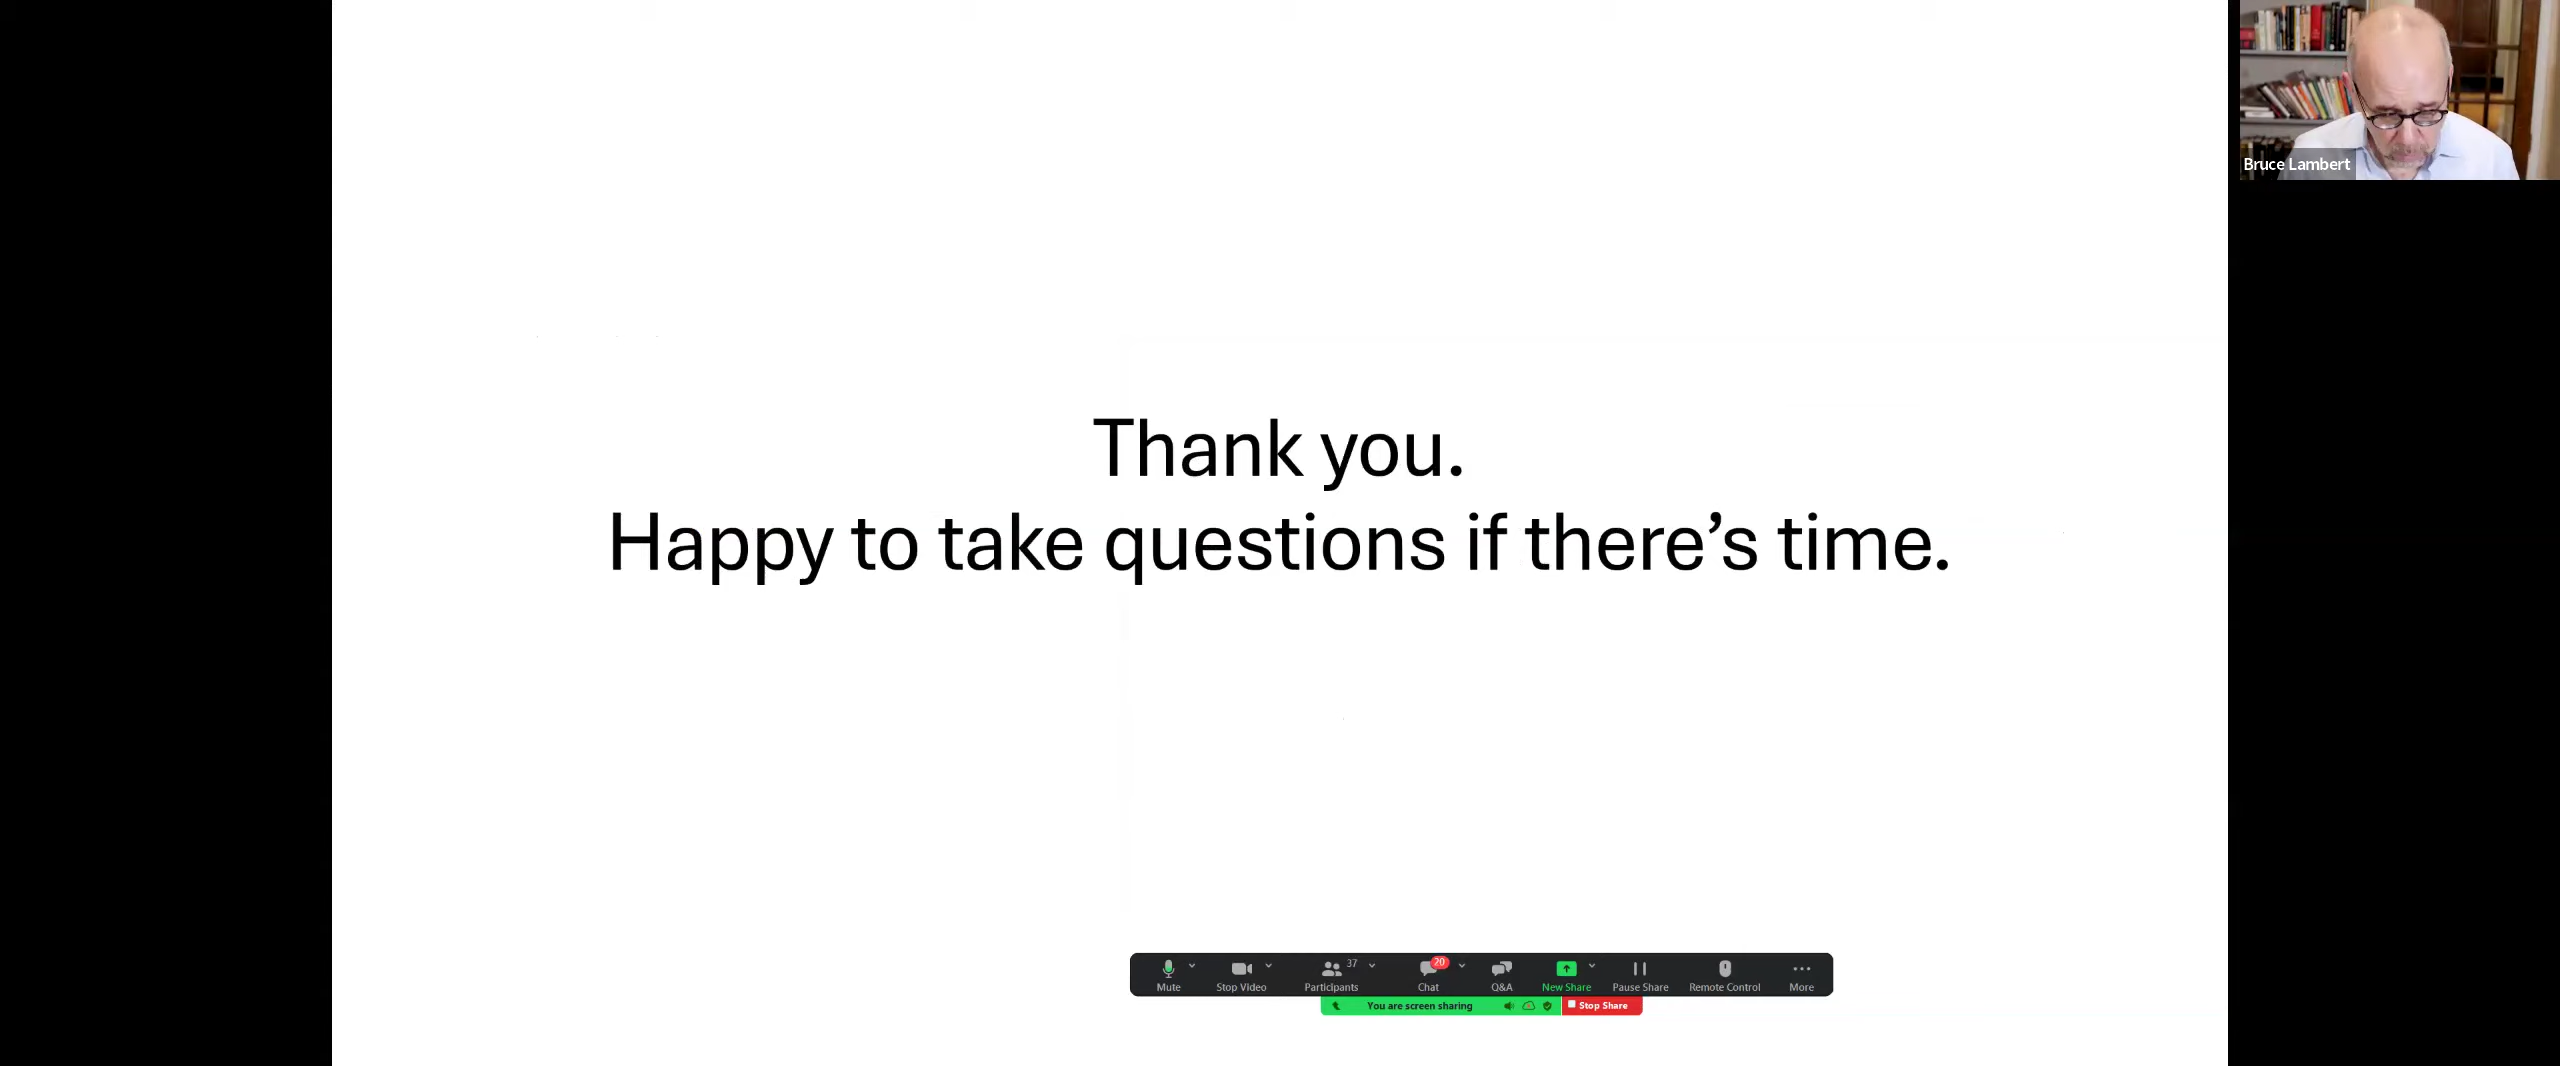 Bruce Lambert
Thank you.
Happy to take questions if there’s time.
37
20
Mute
Stop Video
Participants
Chat
Q&A
New Share
Pause Share
Remote Control
More
You are screen sharing
Stop Share